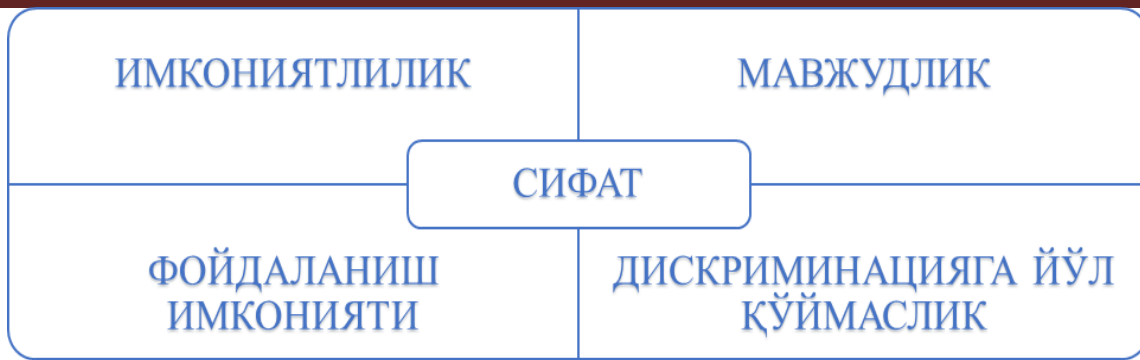 ИМКОНИЯТЛИЛИК
МАВЖУДЛИК
СИФАТ
ФОЙДАЛАНИШ
ИМКОНИЯТИ
ДИСКРИМИНАЦИЯГА ЙЎЛ
ҚЎЙМАСЛИК